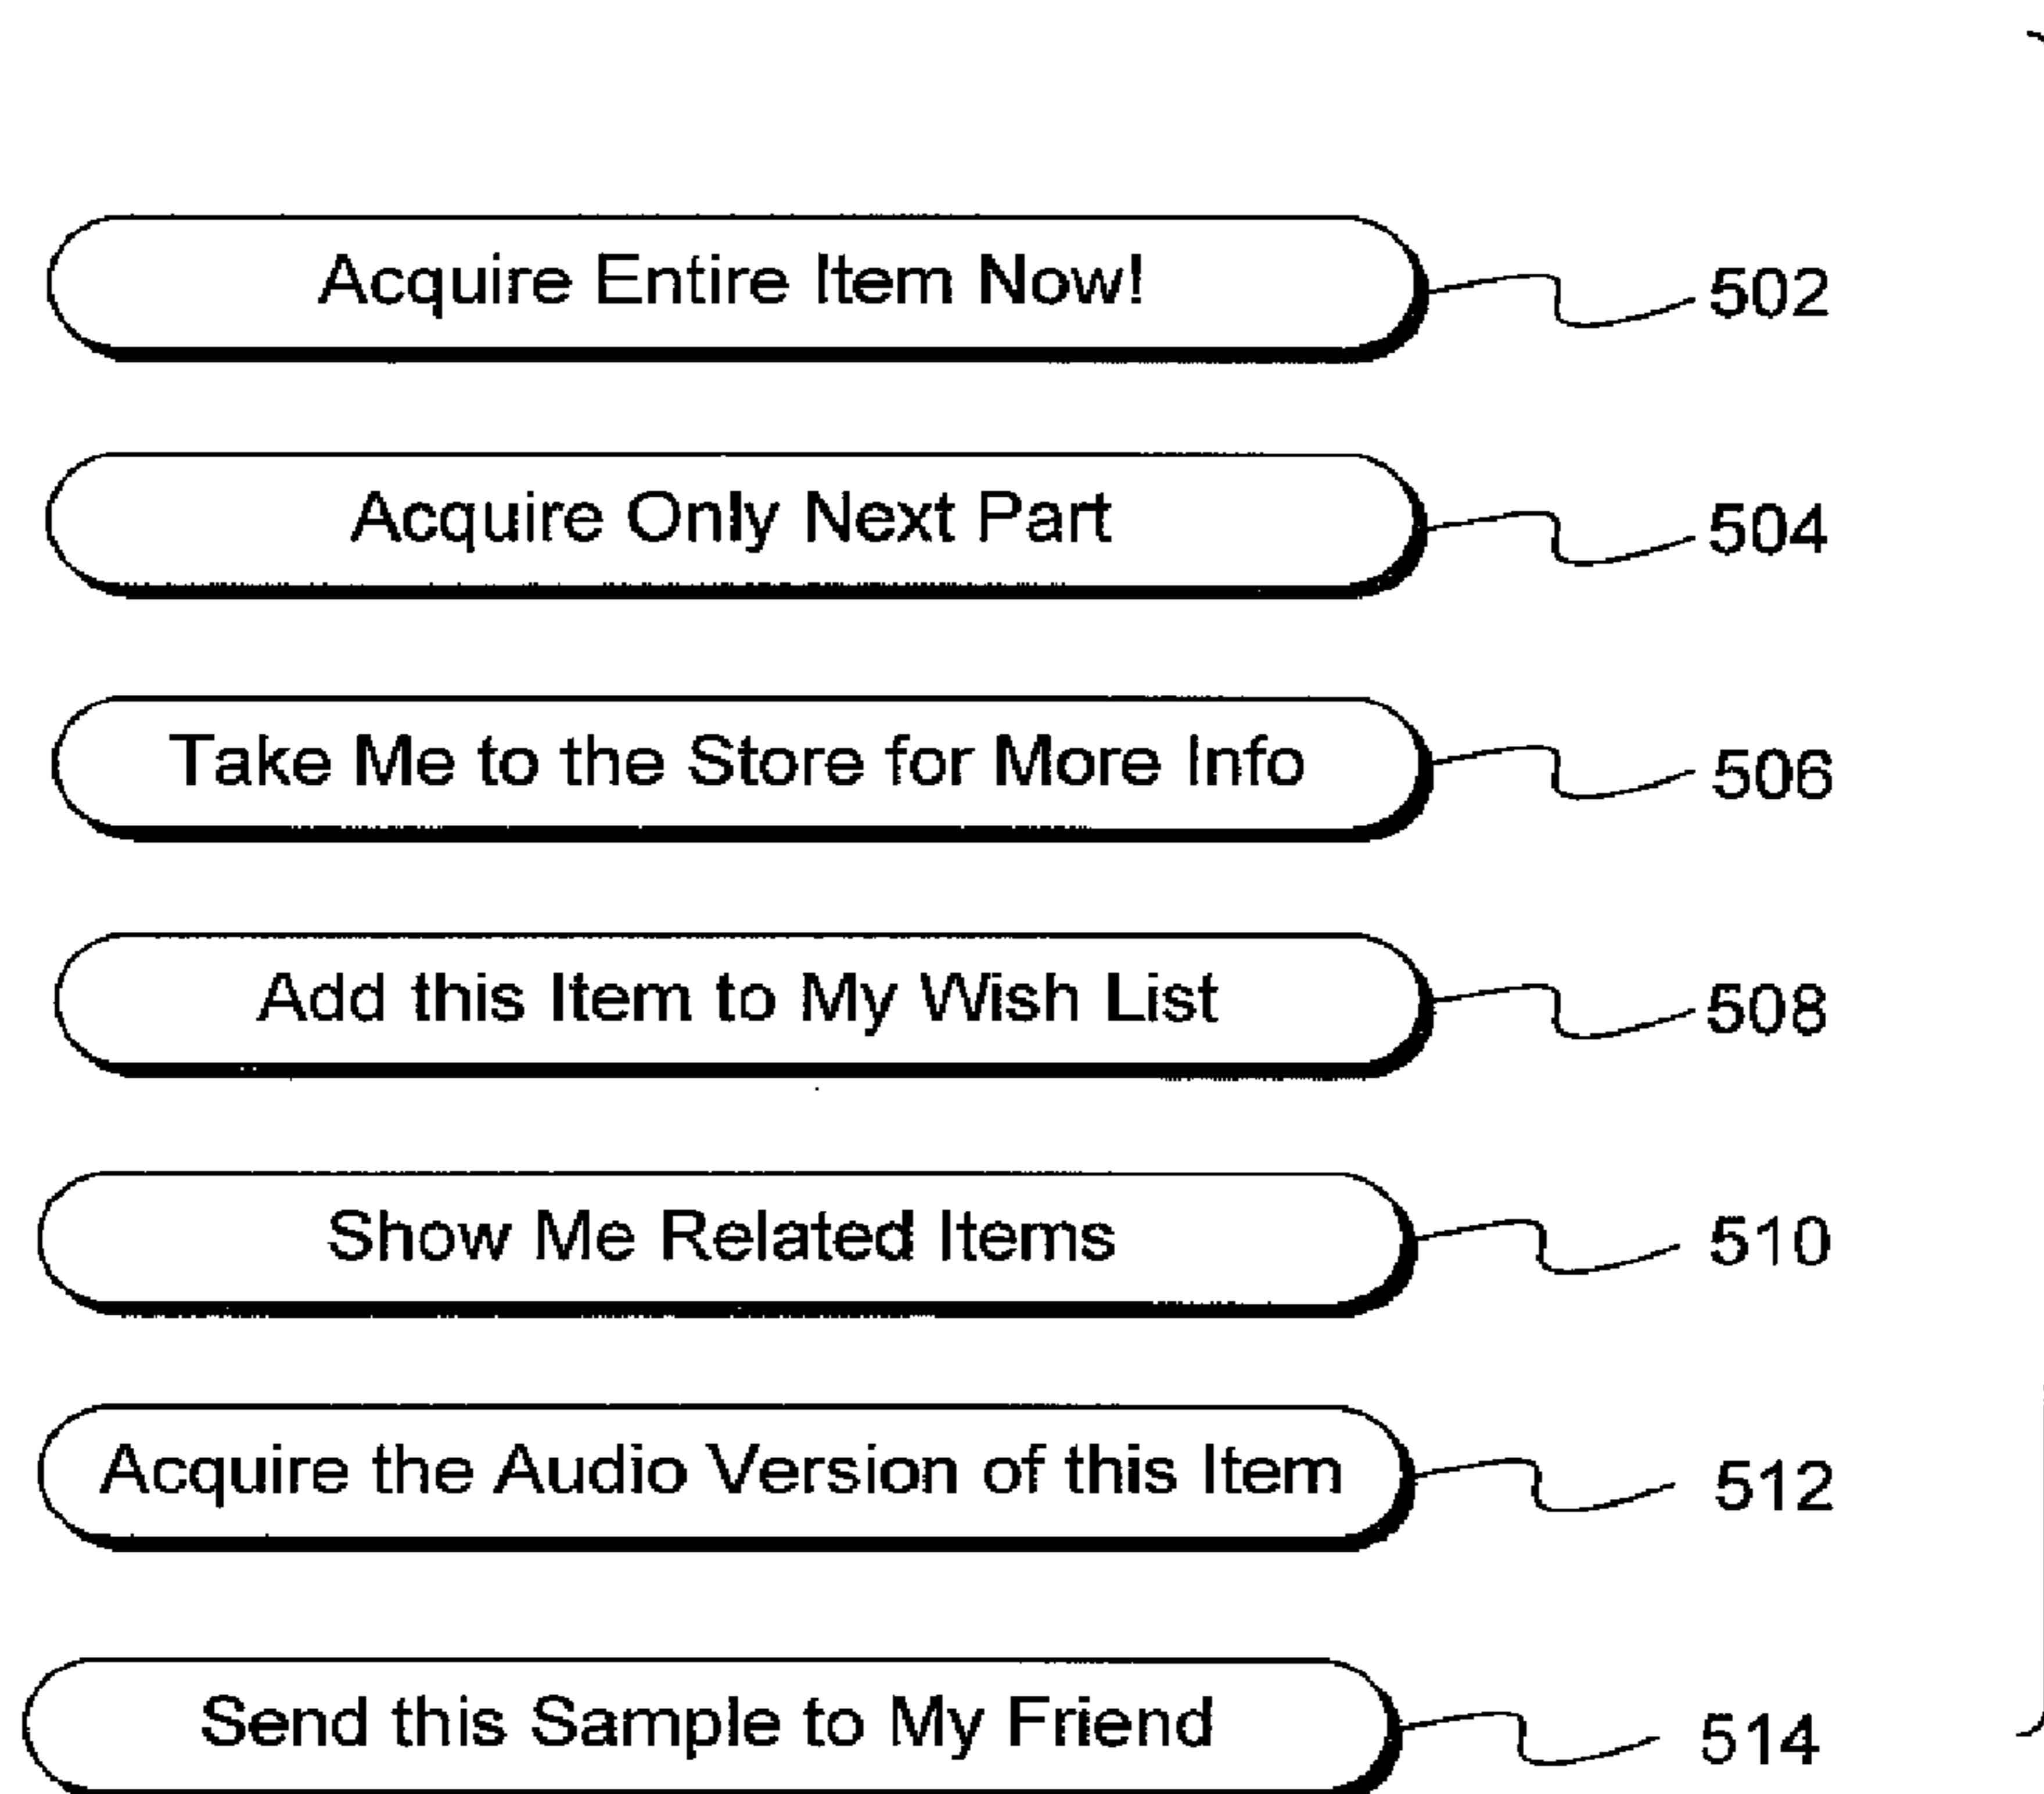 Acquire Entire Item Now! 502
Acquire Only Next Part 504
Take Me to the Store for More Info 506
Add this Item to My Wish List 508
Show Me Related Items 510
Acquire the Audio Version of this Item 512
Send this Sample to My Friend 514